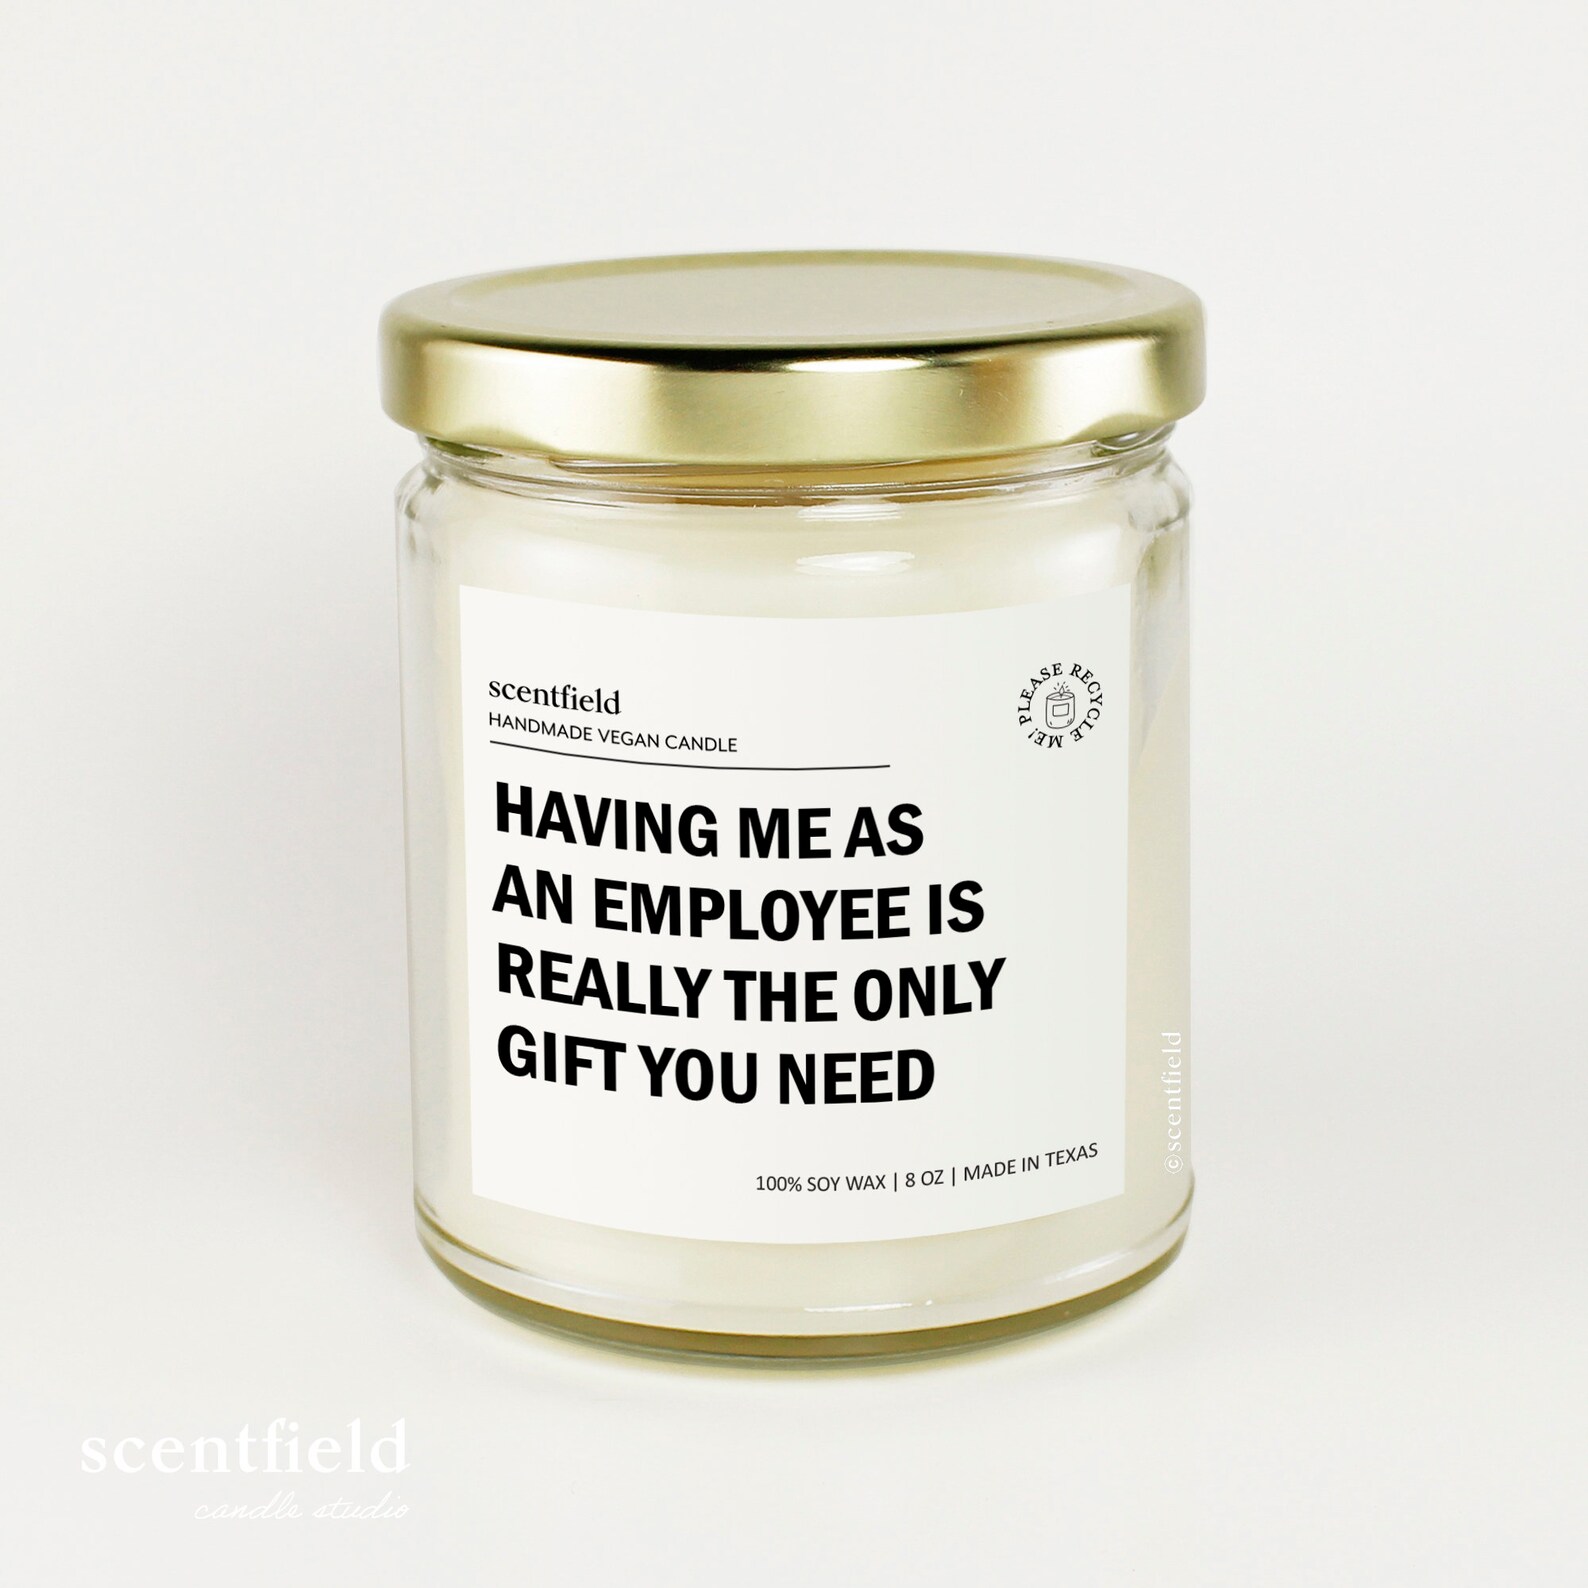 scentfield
HANDMADE VEGAN CANDLE
PLEASE RECYCLE ME!
HAVING ME AS
AN EMPLOYEE IS
REALLY THE ONLY
GIFT YOU NEED
100% SOY WAX | 8 OZ | MADE IN TEXAS
©scentfield
scentfield
candle studio